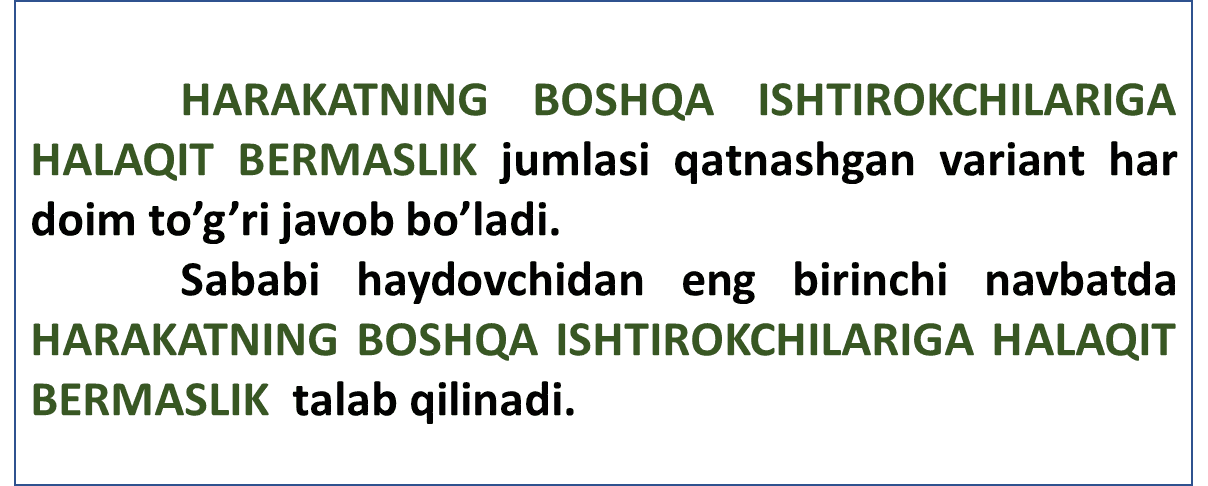 HARAKATNING BOSHQA ISHTIROKCHILARIGA
HALAQIT BERMASLIK jumlasi qatnashgan variant har
doim to’g’ri javob bo’ladi.
Sababi haydovchidan eng birinchi navbatda
HARAKATNING BOSHQA ISHTIROKCHILARIGA HALAQIT
BERMASLIK talab qilinadi.